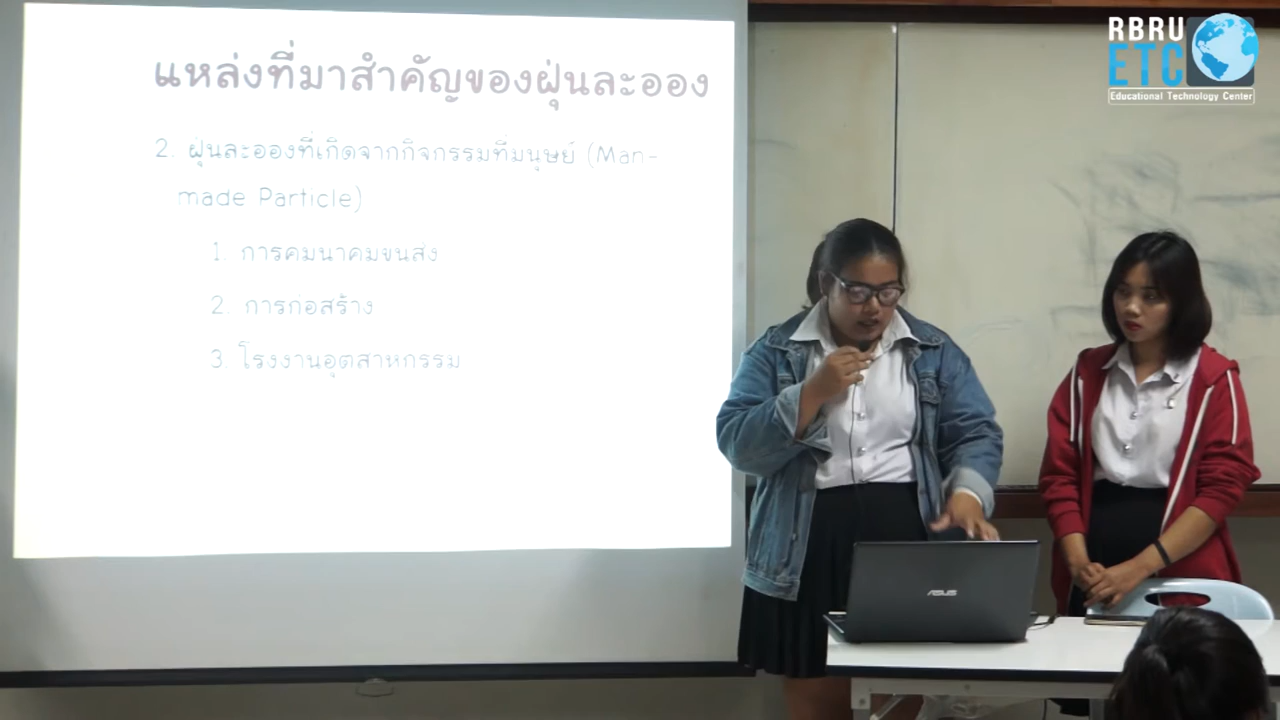 แหล่งที่มาสำคัญของฝุ่นละออง
2. ฝุ่นละอองที่เกิดจากกิจกรรมที่มนุษย์ (Man-
made Particle)
1. การคมนาคมขนส่ง
2. การก่อสร้าง
3. โรงงานอุตสาหกรรม
RBRU
ETC
Educational Technology Center
ASUS